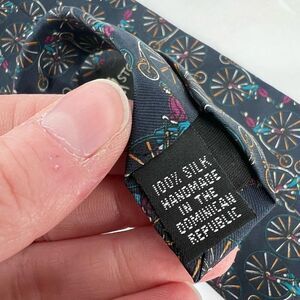 100% SILK
HANDMADE
IN THE
DOMINICAN
REPUBLIC